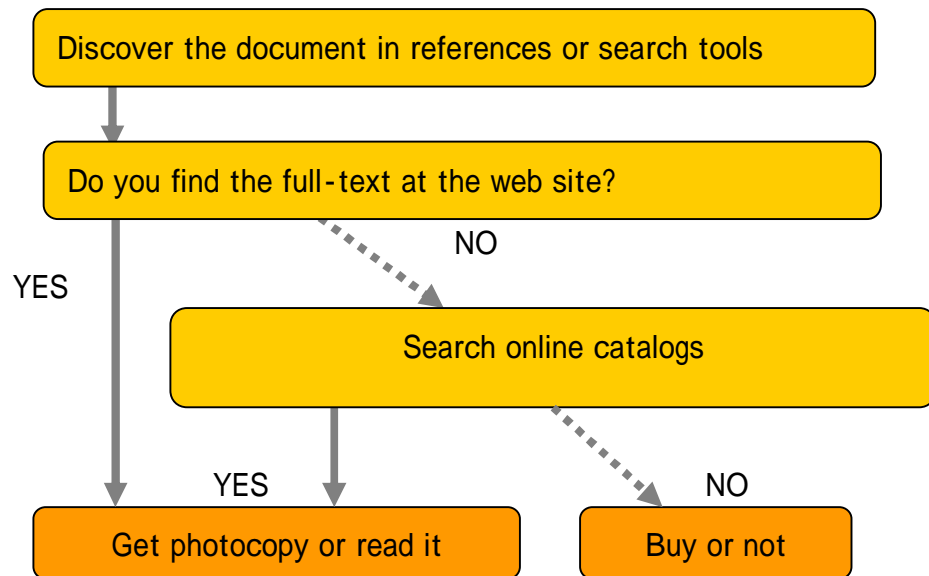 Discover the document in references or search tools
Do you find the full-text at the web site?
NO
YES
Search online catalogs
YES
NO
Get photocopy or read it
Buy or not